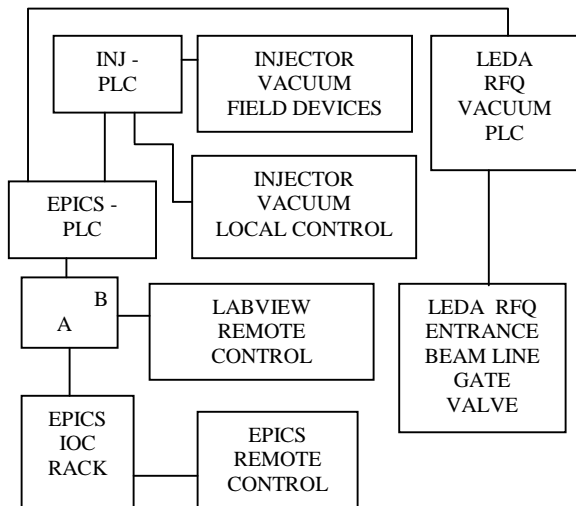 INJ -
PLC
INJECTOR
VACUUM
FIELD DEVICES
LEDA
RFQ
VACUUM
PLC
INJECTOR
VACUUM
LOCAL CONTROL
EPICS -
PLC
B
A
LABVIEW
REMOTE
CONTROL
LEDA RFQ
ENTRANCE
BEAM LINE
GATE
VALVE
EPICS
IOC
RACK
EPICS
REMOTE
CONTROL